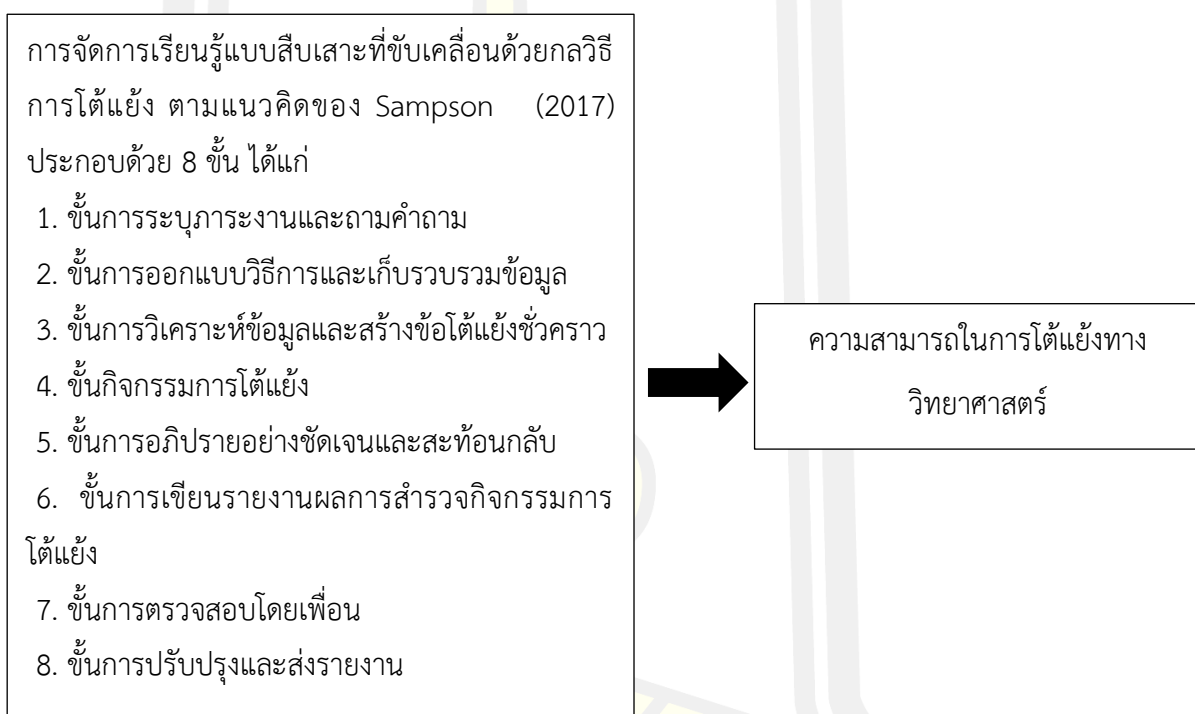 การจัดการเรียนรู้แบบสืบเสาะที่ขับเคลื่อนด้วยกลวิธี
การโต้แย้ง ตามแนวคิดของ Sampson (2017)
ประกอบด้วย 8 ขั้น ได้แก่
1. ขั้นการระบุภาระงานและถามคำถาม
2. ขั้นการออกแบบวิธีการและเก็บรวบรวมข้อมูล
3. ขั้นการวิเคราะห์ข้อมูลและสร้างข้อโต้แย้งชั่วคราว
4. ขั้นกิจกรรมการโต้แย้ง
5. ขั้นการอภิปรายอย่างชัดเจนและสะท้อนกลับ
6. ขั้นการเขียนรายงานผลการสำรวจกิจกรรมการ
โต้แย้ง
7. ขั้นการตรวจสอบโดยเพื่อน
8. ขั้นการปรับปรุงและส่งรายงาน
ความสามารถในการโต้แย้งทาง
วิทยาศาสตร์